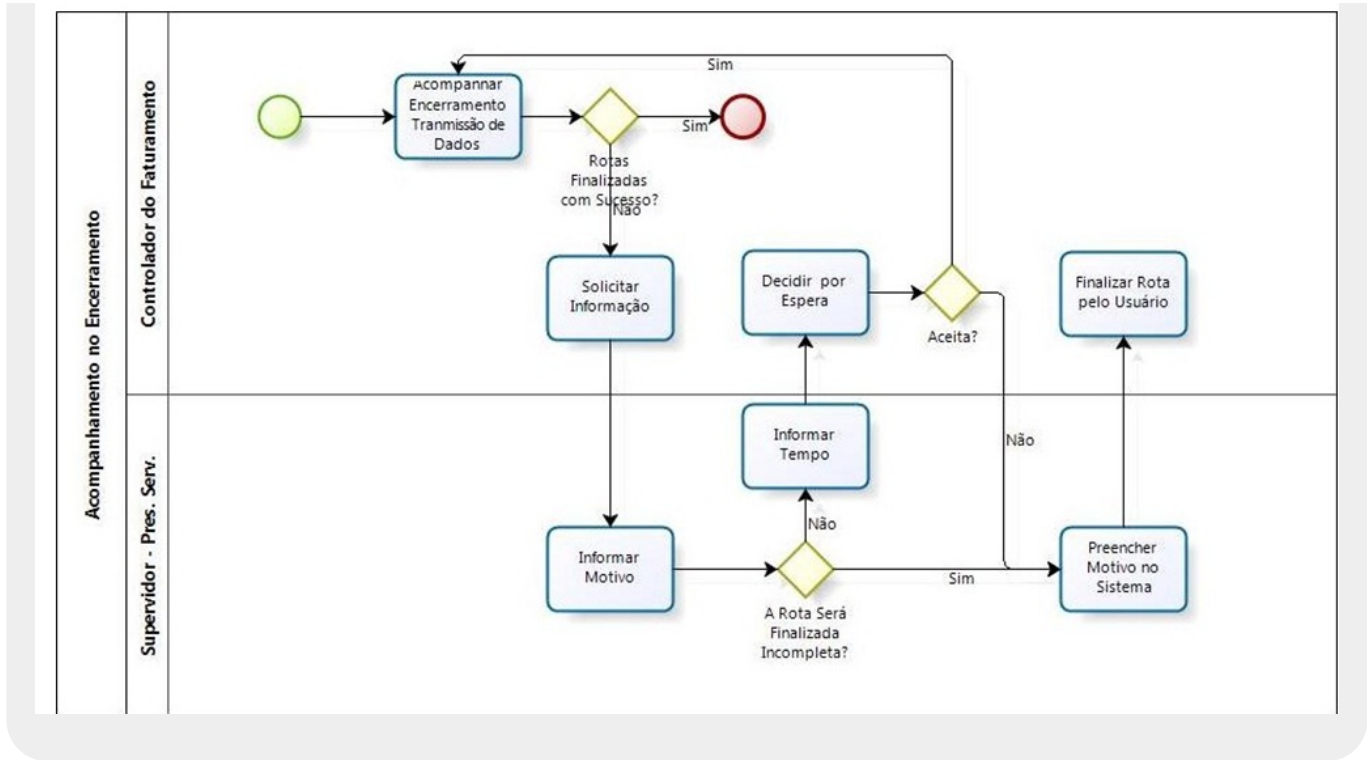 Acompanhamento no Encerramento
Controlador do Faturamento
Supervidor - Pres. Serv.
Sim
Acompanhar
Encerramento
Tranmissão de
Dados
Sim
Rotas
Finalizadas
com Sucesso?
Não
Solicitar
Informação
Decidir por
Espera
Aceita?
Finalizar Rota
pelo Usuário
Informar
Tempo
Não
Não
Informar
Motivo
Sim
A Rota Será
Finalizada
Incompleta?
Preencher
Motivo no
Sistema